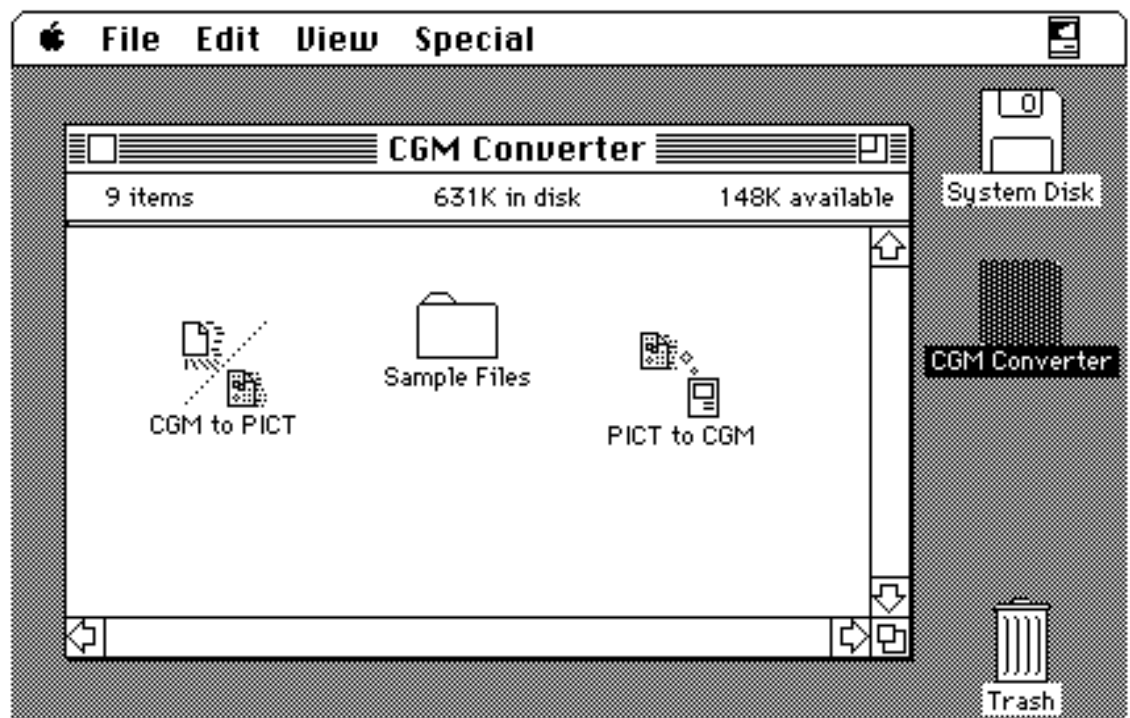 File Edit View Special
CGM Converter
9 items 631K in disk 148K available
System Disk
CGM Converter
Sample Files
CGM to PICT
PICT to CGM
Trash